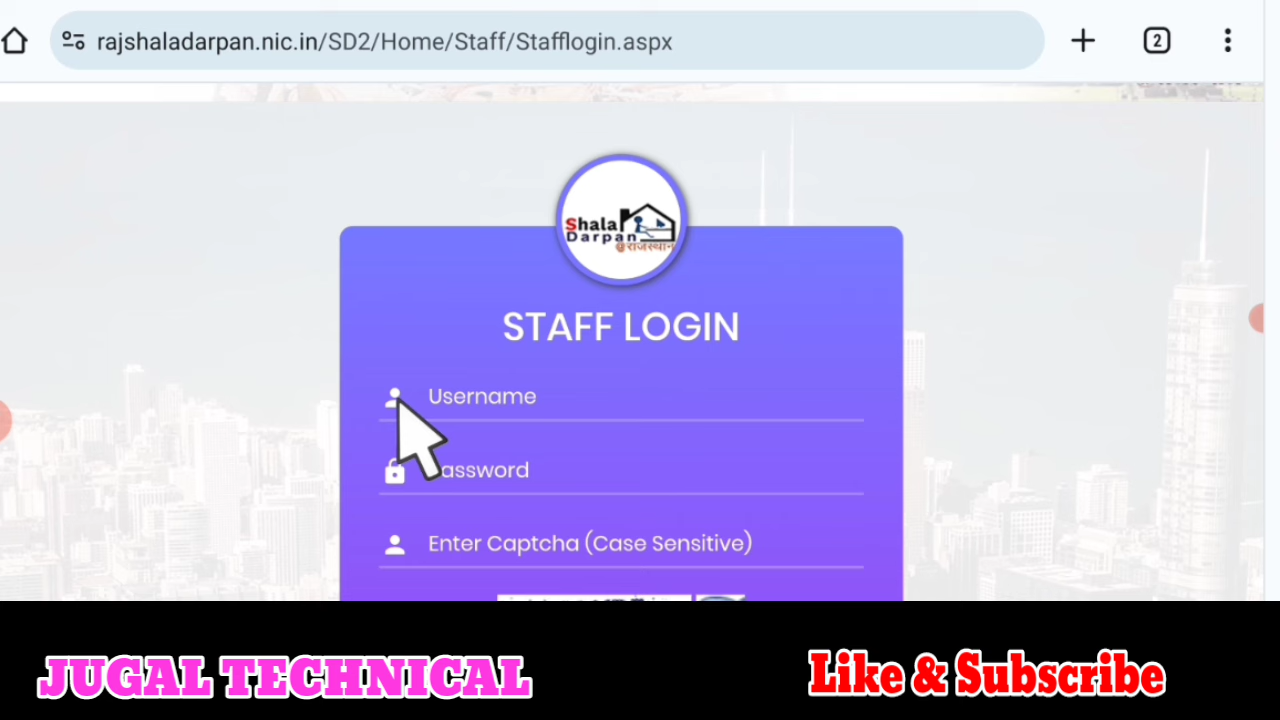 rajshaladarpan.nic.in/SD2/Home/Staff/Stafflogin.aspx
2
Shala
Darpan
@राजस्थान
STAFF LOGIN
Username
assword
Enter Captcha (Case Sensitive)
JUGAL TECHNICAL
Like & Subscribe